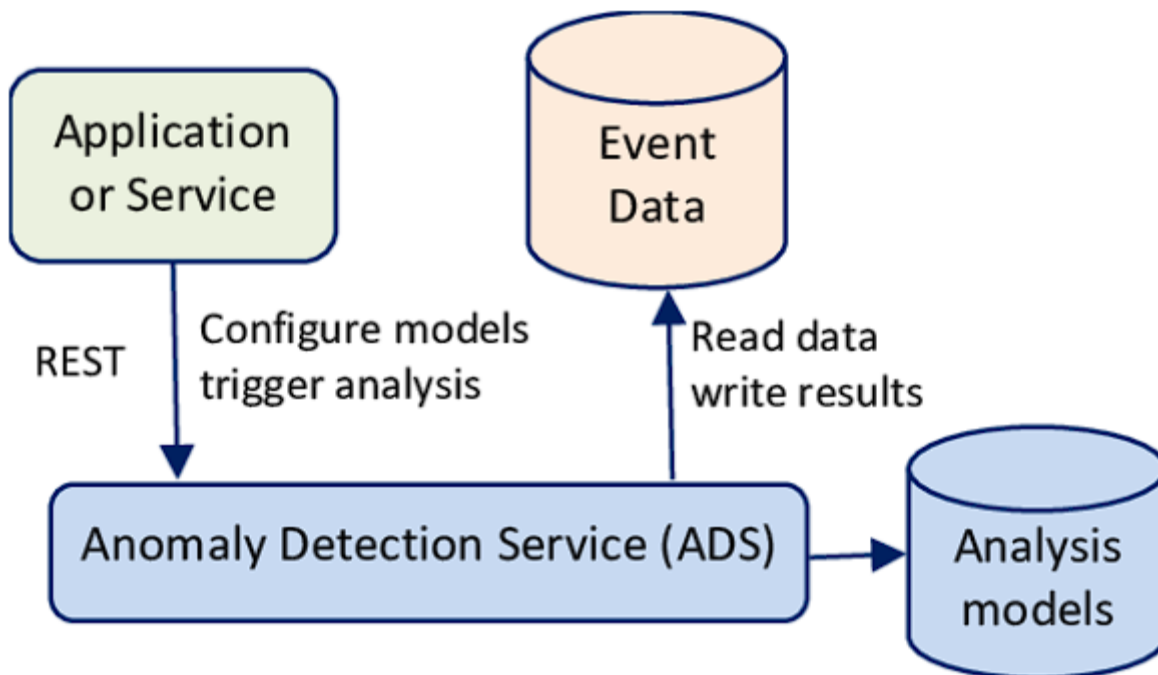 Application
or Service
Event
Data
REST
Configure models
trigger analysis
Read data
write results
Anomaly Detection Service (ADS)
Analysis
models